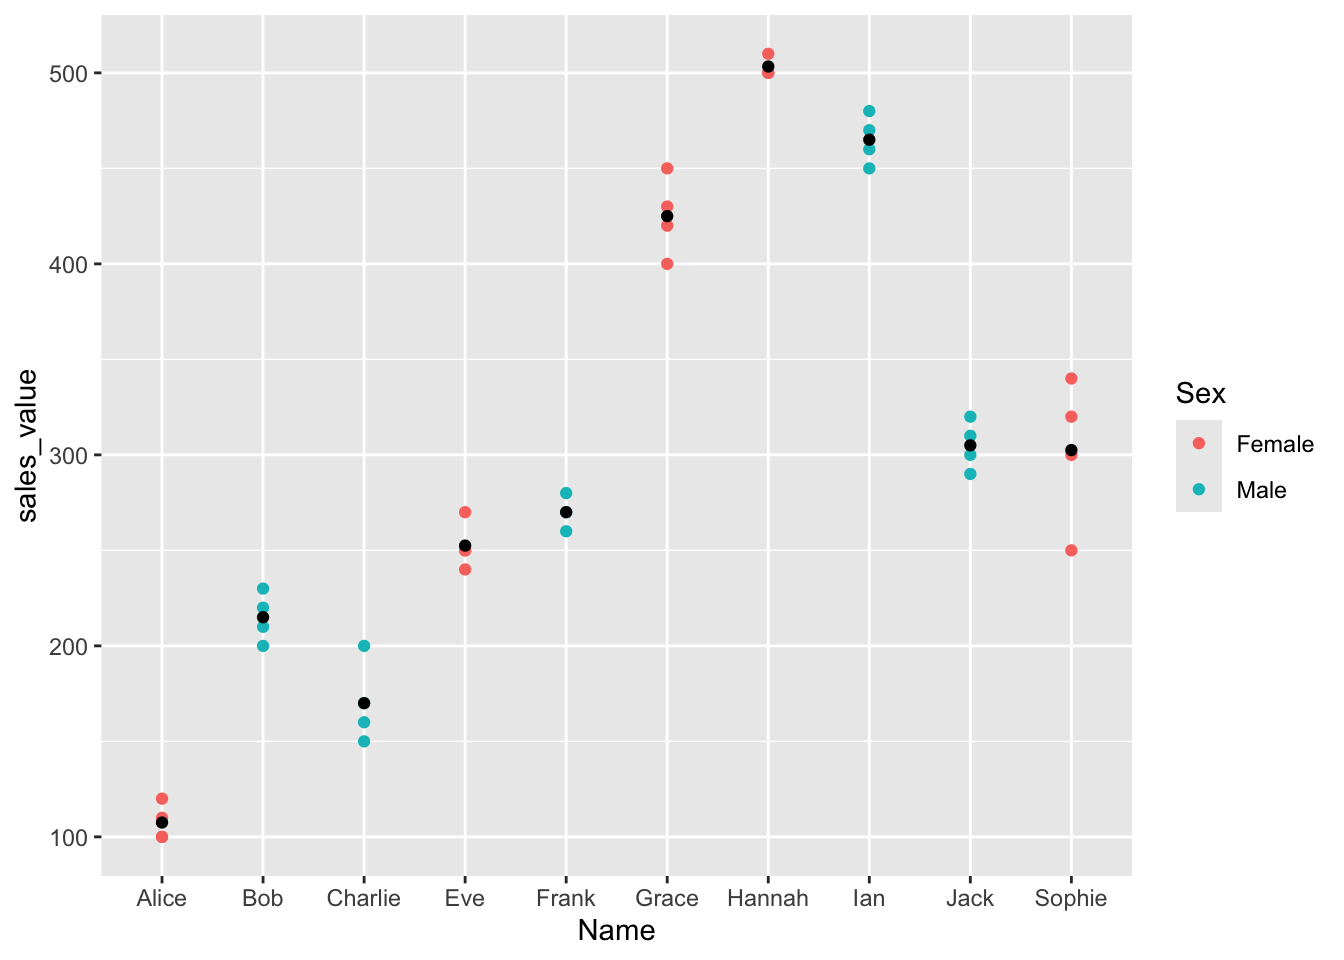 500
400
300
200
100
sales_value
Alice Bob Charlie Eve Frank Grace Hannah Ian Jack Sophie
Name
Sex
Female
Male